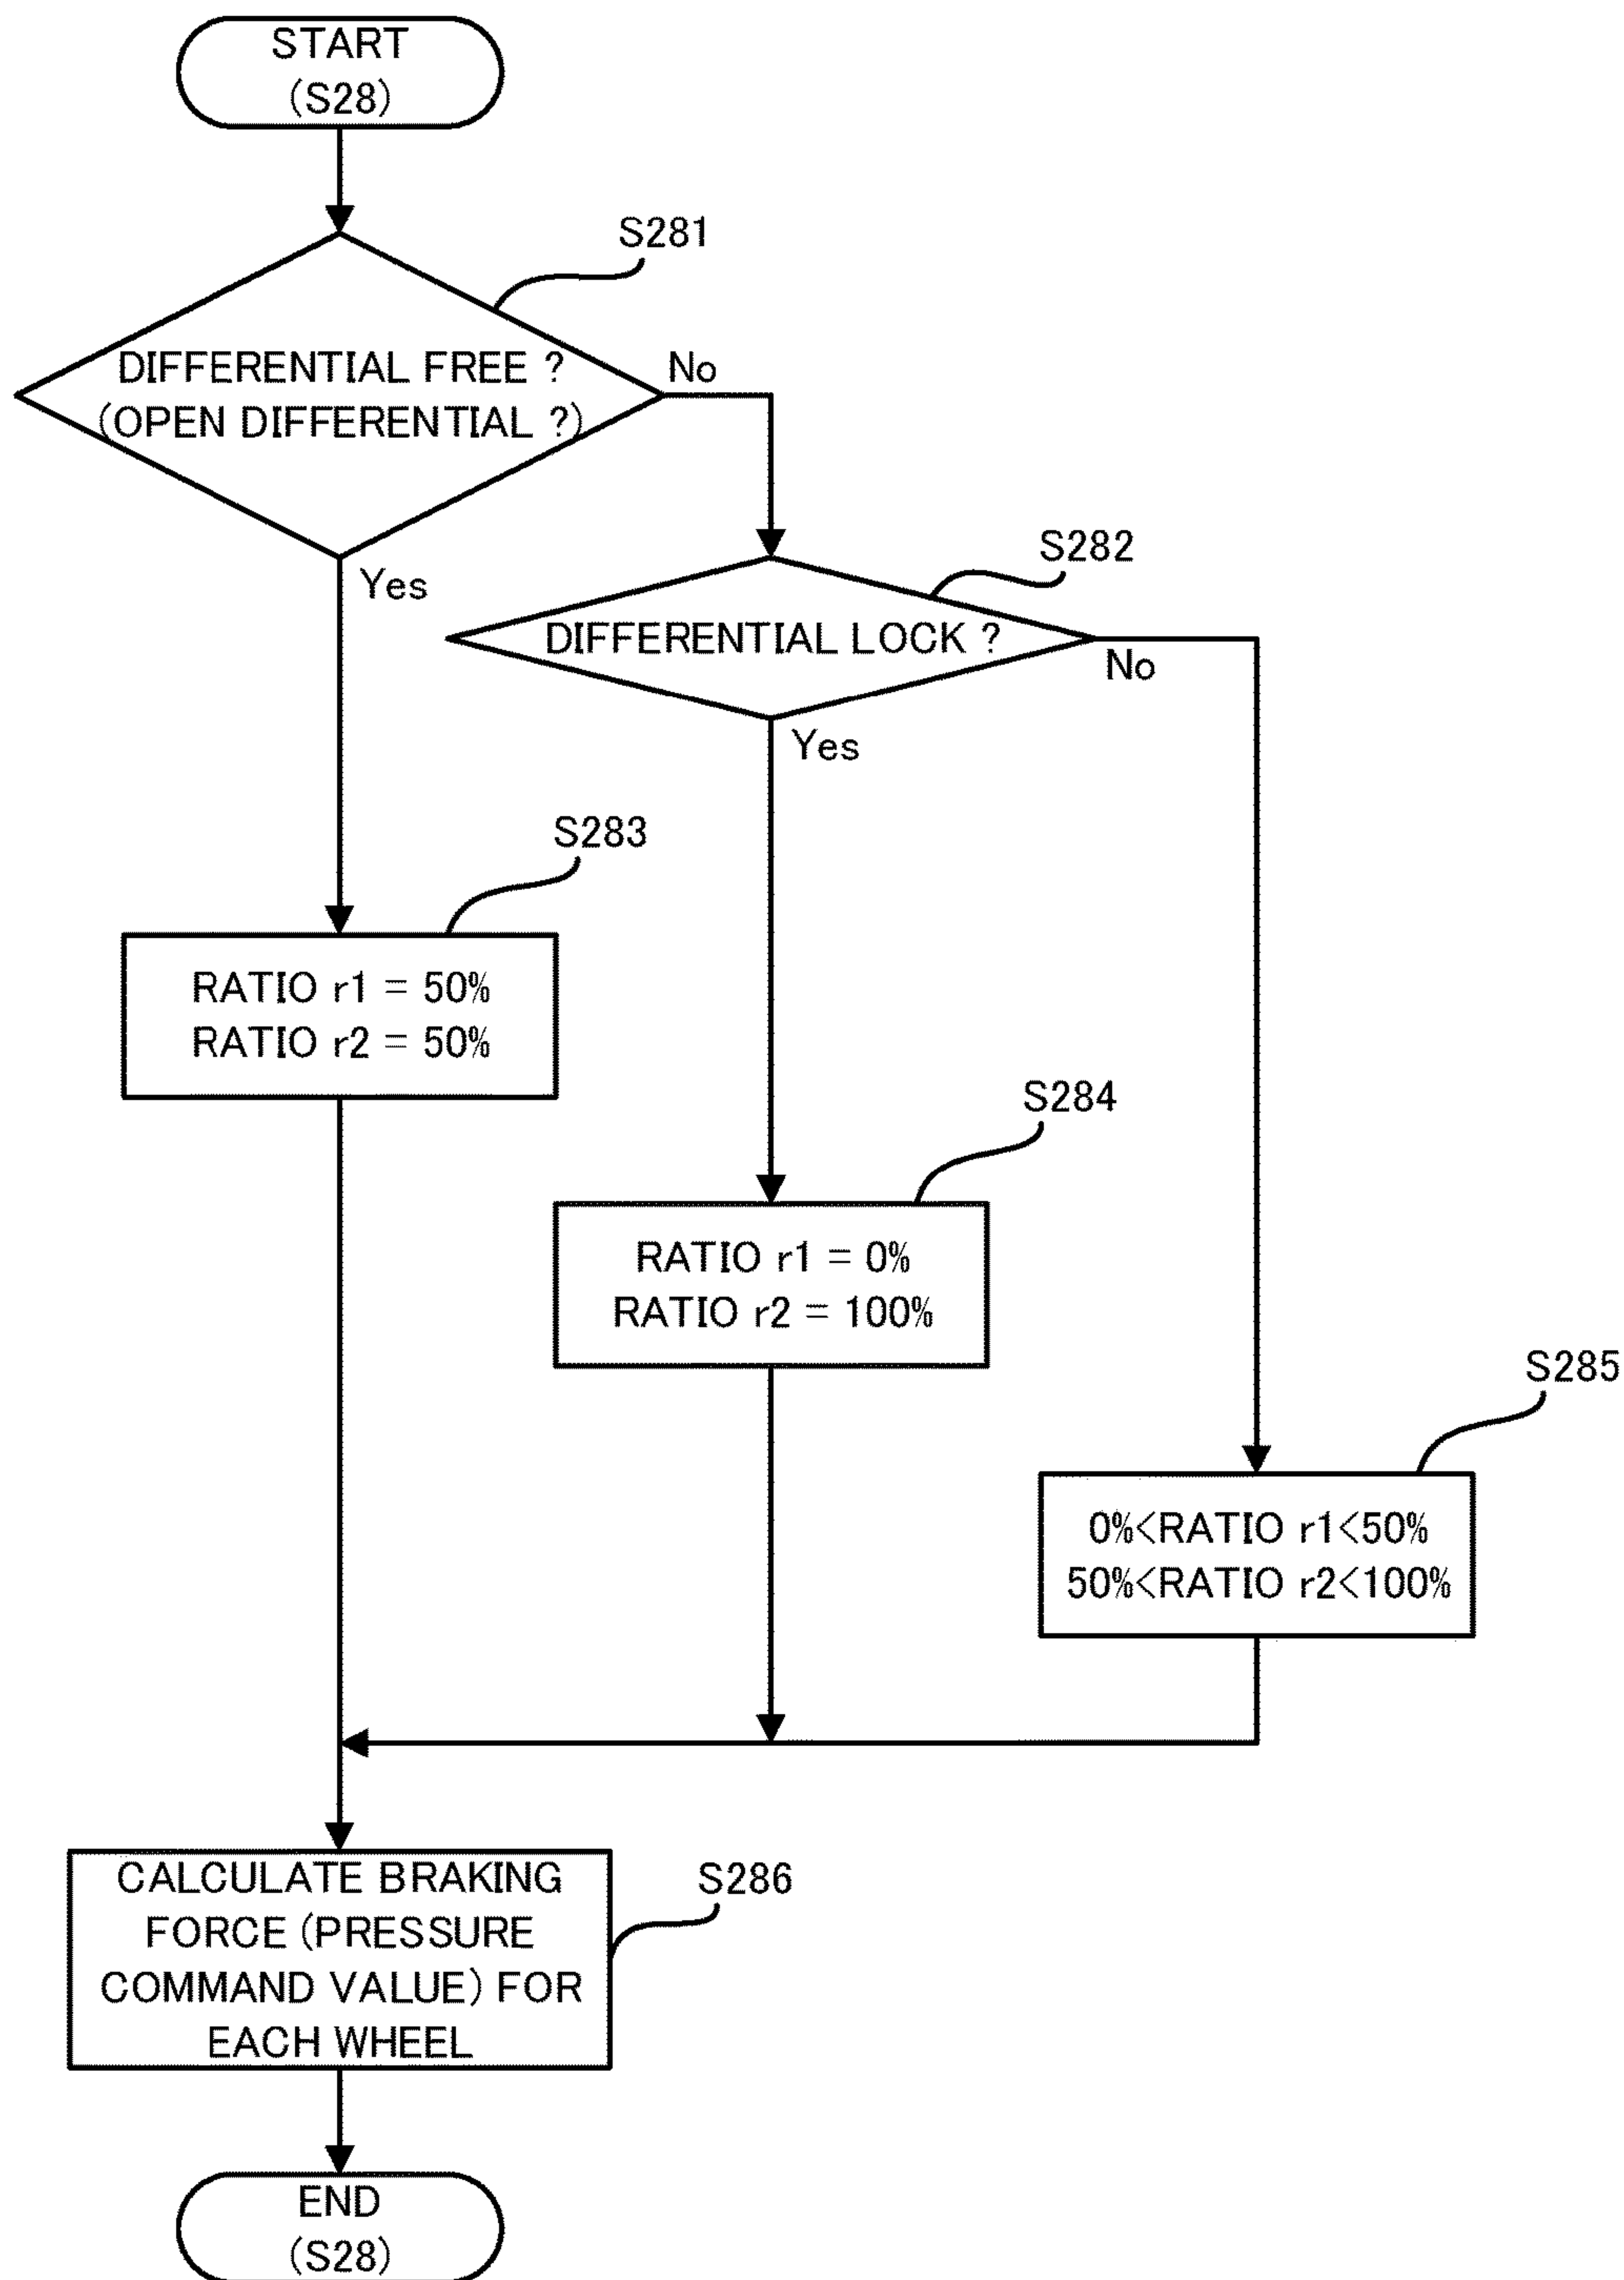 START
(S28)
S281
DIFFERENTIAL FREE ?
(OPEN DIFFERENTIAL ?)
No
Yes
S282
DIFFERENTIAL LOCK ?
No
Yes
S283
RATIO r1 = 50%
RATIO r2 = 50%
S284
RATIO r1 = 0%
RATIO r2 = 100%
S285
0%<RATIO r1<50%
50%<RATIO r2<100%
CALCULATE BRAKING
FORCE (PRESSURE
COMMAND VALUE) FOR
EACH WHEEL
S286
END
(S28)